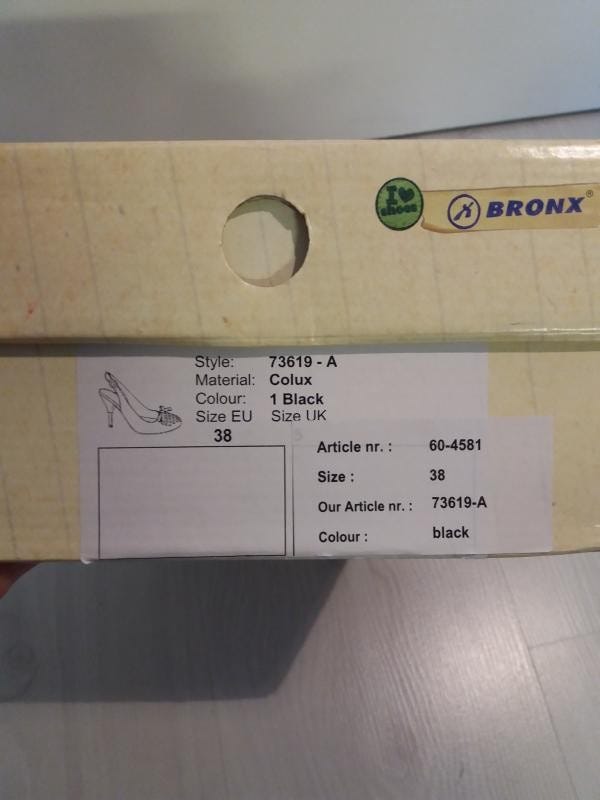 I ♥ shoes
BRONX®
Style: 73619 - A
Material: Colux
Colour: 1 Black
Size EU Size UK
38
Article nr. : 60-4581
Size : 38
Our Article nr. : 73619-A
Colour : black